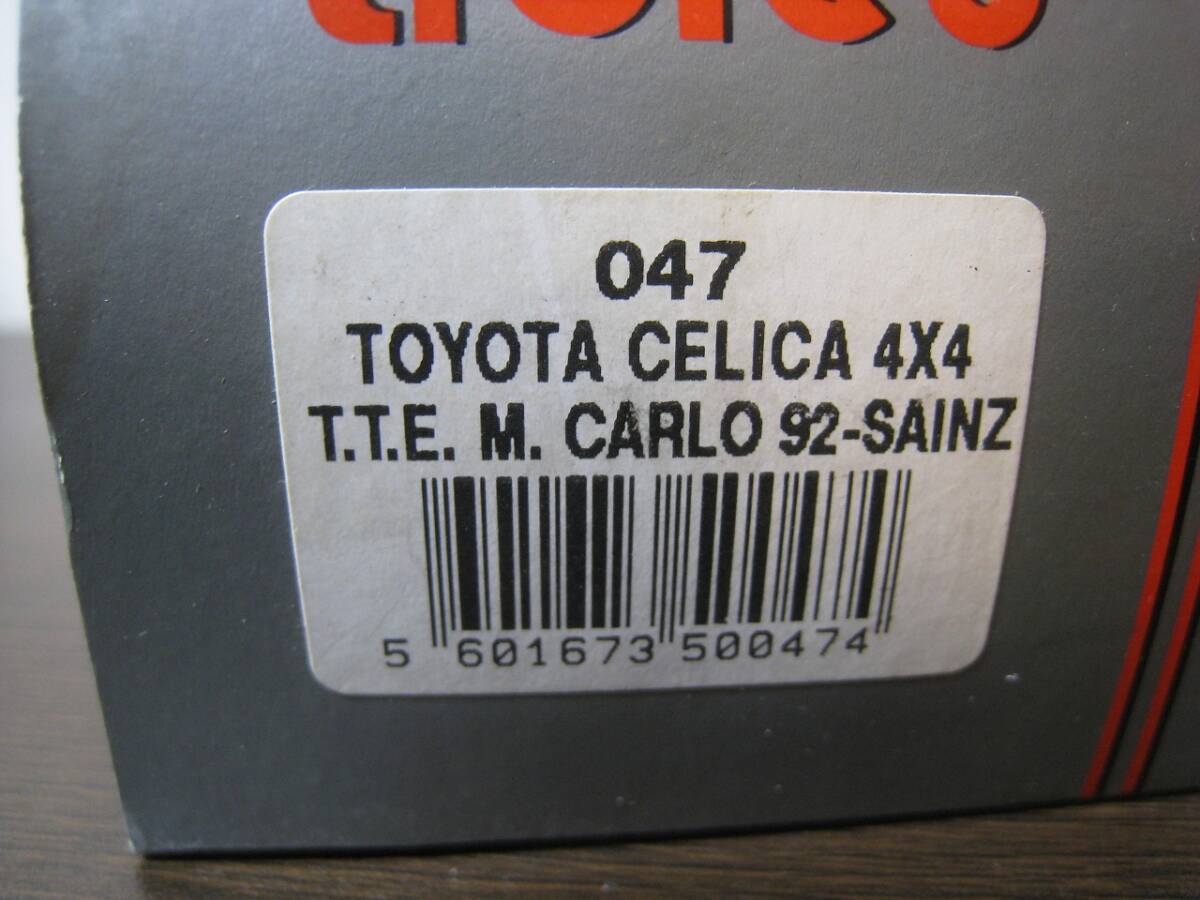 047
TOYOTA CELICA 4X4
T.T.E. M. CARLO 92-SAINZ
5 601673 500474